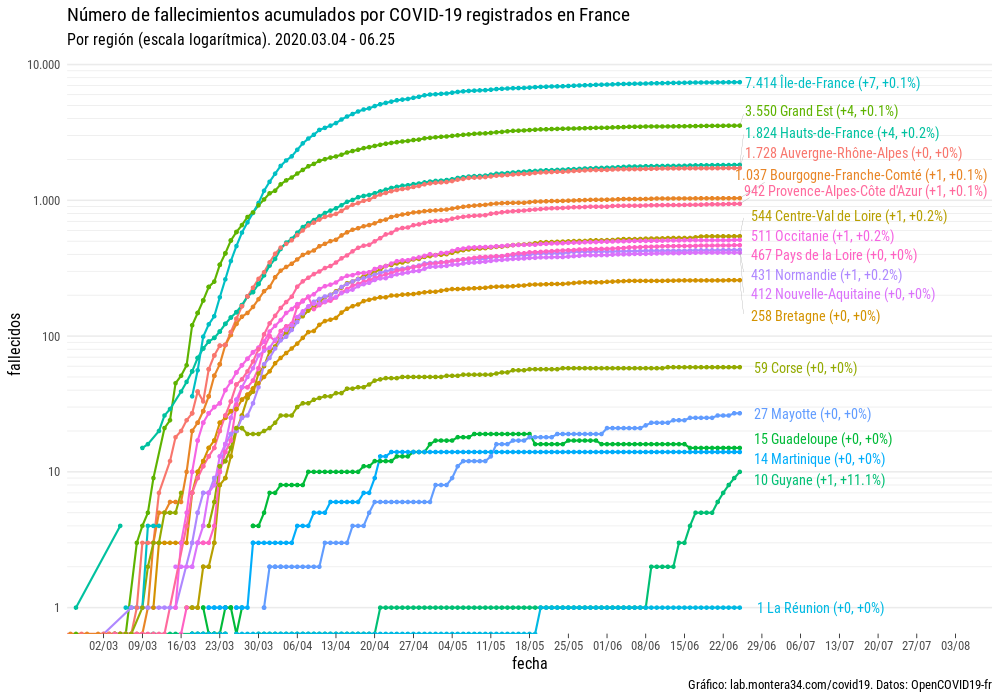 Número de fallecimientos acumulados por COVID-19 registrados en France
Por región (escala logarítmica). 2020.03.04 - 06.25
10.000
1.000
100
10
1
fallecidos
7.414 Île-de-France (+7, +0.1%)
3.550 Grand Est (+4, +0.1%)
1.824 Hauts-de-France (+4, +0.2%)
1.728 Auvergne-Rhône-Alpes (+0, +0%)
1.037 Bourgogne-Franche-Comté (+1, +0.1%)
942 Provence-Alpes-Côte d'Azur (+1, +0.1%)
544 Centre-Val de Loire (+1, +0.2%)
511 Occitanie (+1, +0.2%)
467 Pays de la Loire (+0, +0%)
431 Normandie (+1, +0.2%)
412 Nouvelle-Aquitaine (+0, +0%)
258 Bretagne (+0, +0%)
59 Corse (+0, +0%)
27 Mayotte (+0, +0%)
15 Guadeloupe (+0, +0%)
14 Martinique (+0, +0%)
10 Guyane (+1, +11.1%)
1 La Réunion (+0, +0%)
02/03 09/03 16/03 23/03 30/03 06/04 13/04 20/04 27/04 04/05 11/05 18/05 25/05 01/06 08/06 15/06 22/06 29/06 06/07 13/07 20/07 27/07 03/08
fecha
Gráfico: lab.montera34.com/covid19. Datos: OpenCOVID19-fr